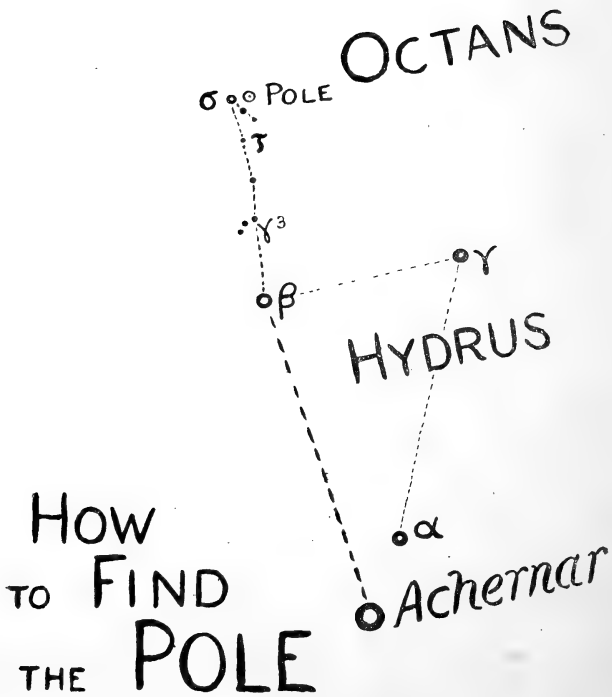 OCTANS
σ POLE
τ
γ³
γ
β
HYDRUS
α
Achernar
HOW
TO FIND
THE POLE